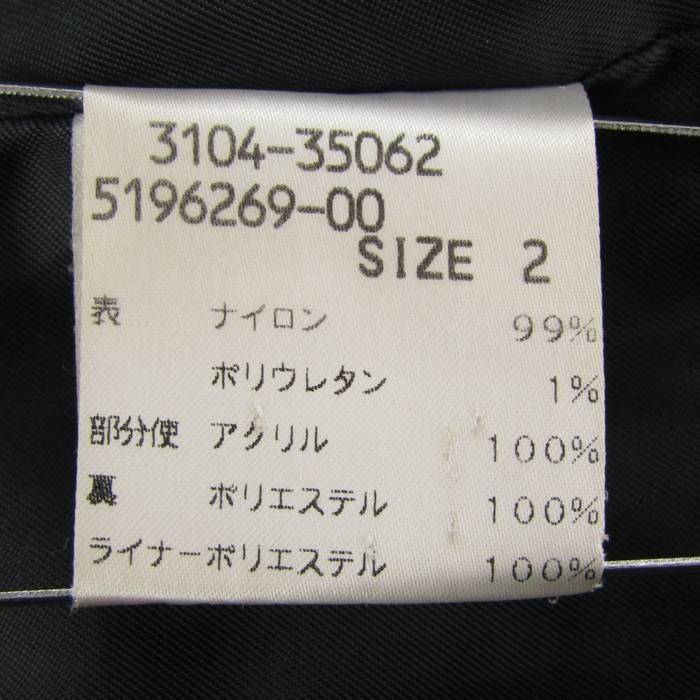 3104-35062
5196269-00
SIZE 2
表 ナイロン 99%
ポリウレタン 1%
部分使 アクリル 100%
裏 ポリエステル 100%
ライナーポリエステル 100%